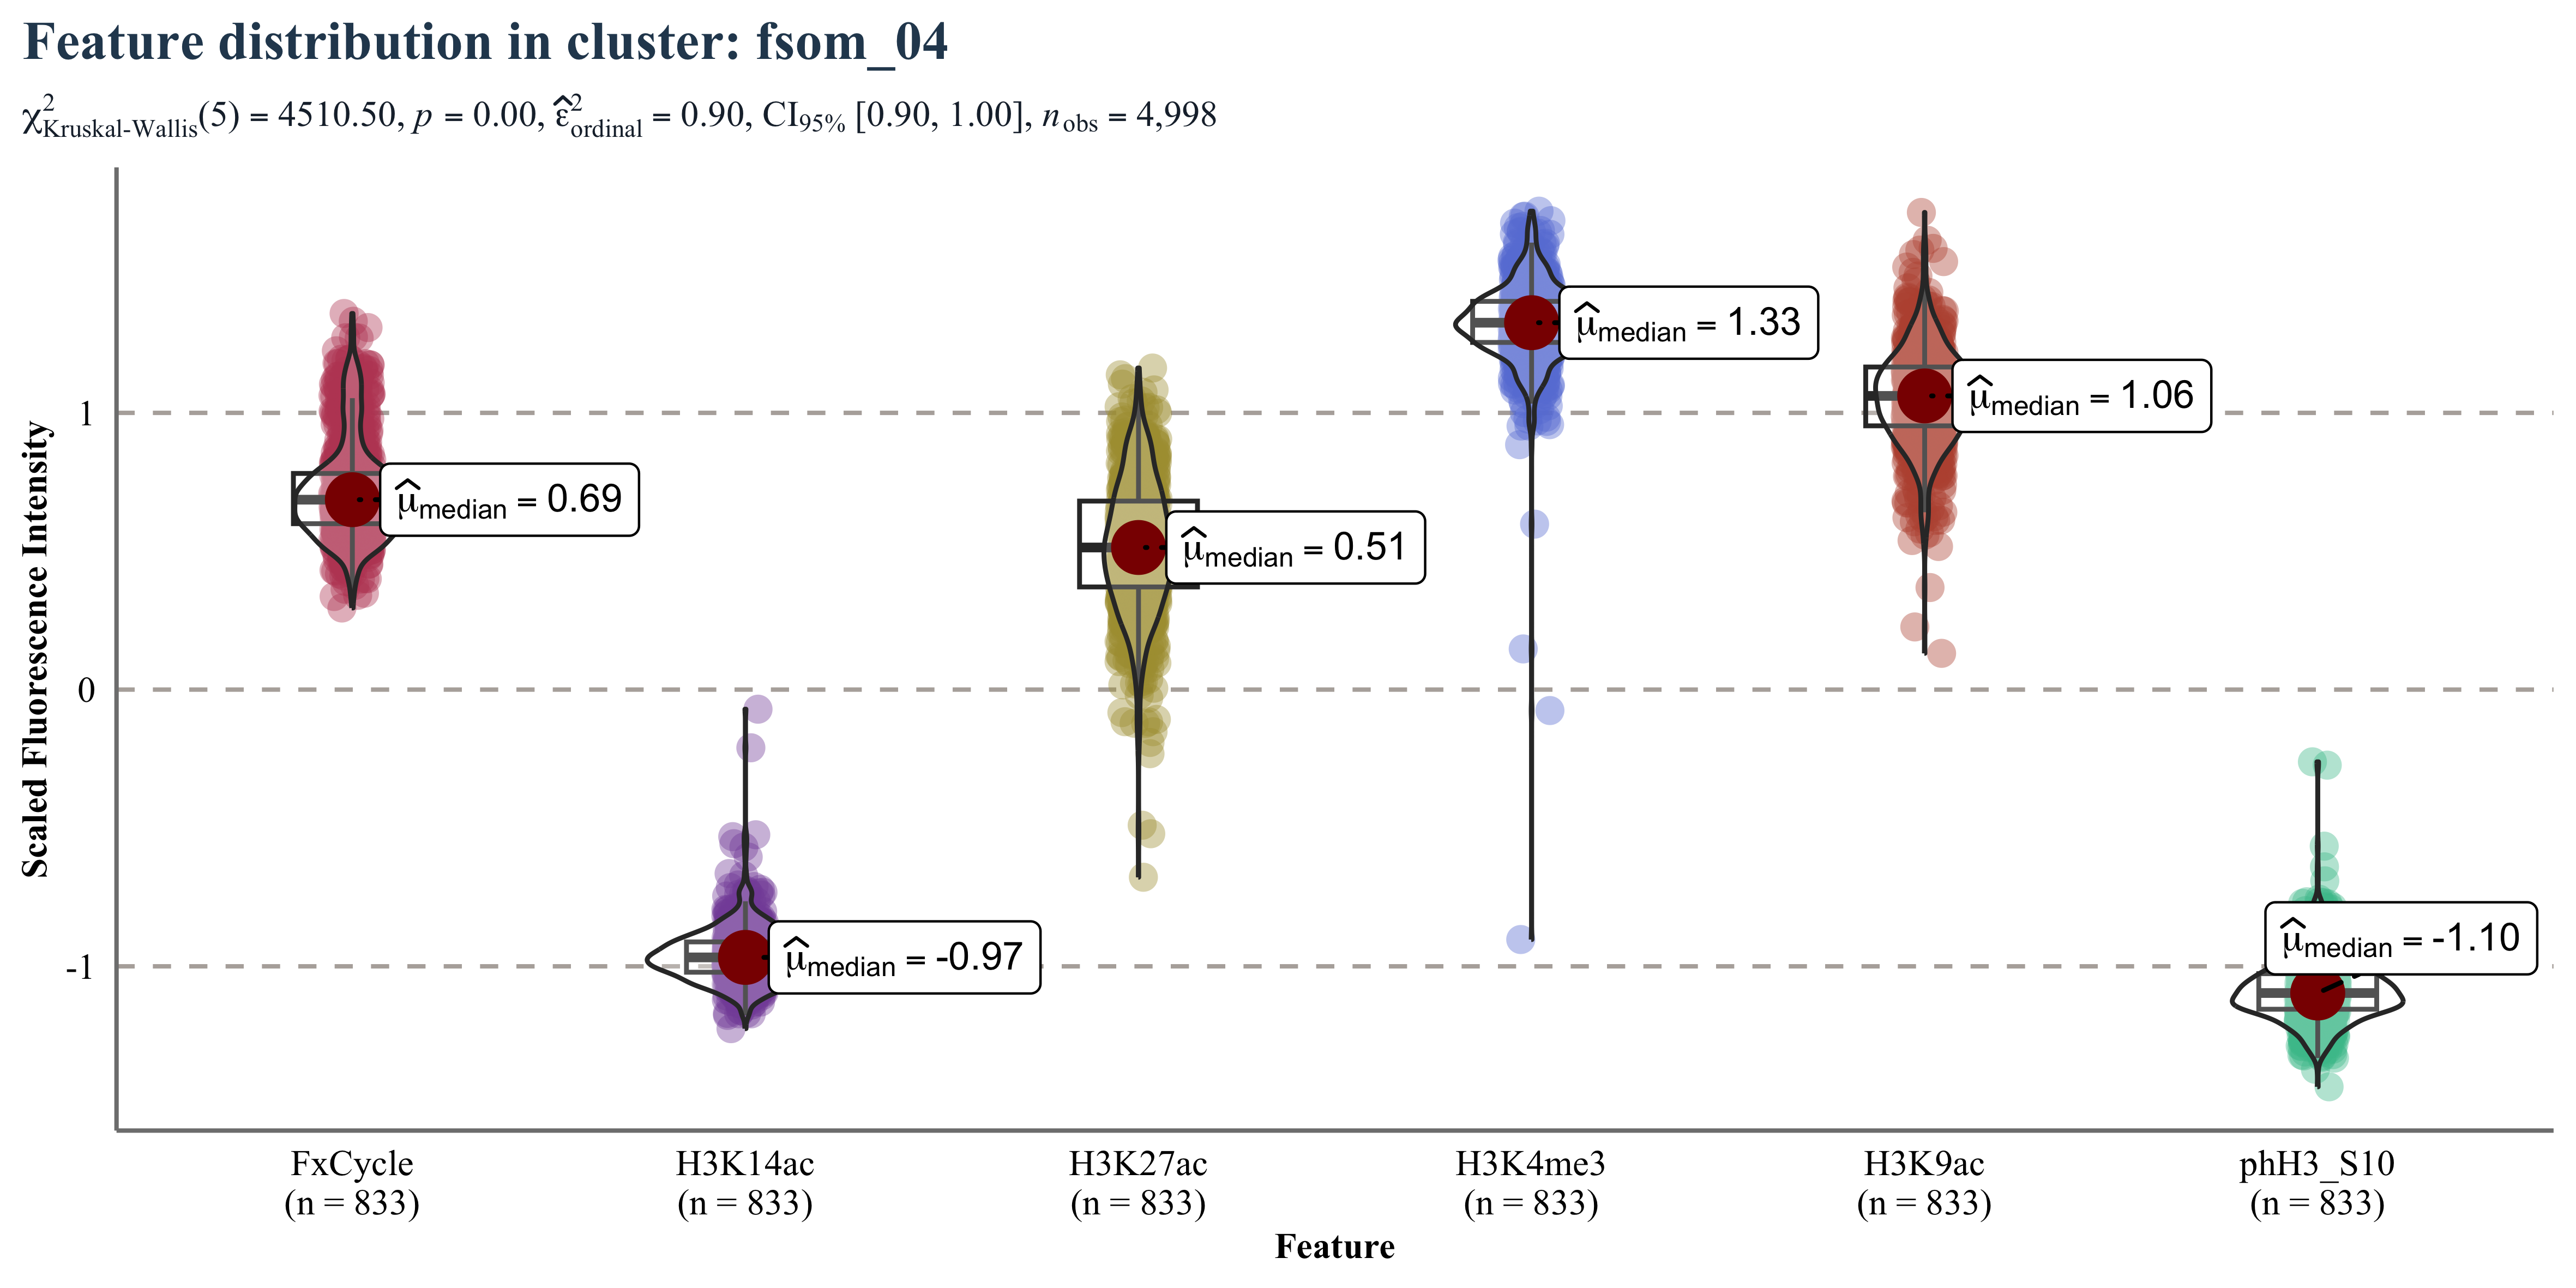 Feature distribution in cluster: fsom_04
χ²Kruskal-Wallis(5) = 4510.50, p = 0.00, ε̂²ordinal = 0.90, CI95% [0.90, 1.00], nobs = 4,998
Scaled Fluorescence Intensity
1
0
-1
μ̂median = 0.69
μ̂median = -0.97
μ̂median = 0.51
μ̂median = 1.33
μ̂median = 1.06
μ̂median = -1.10
FxCycle
(n = 833)
H3K14ac
(n = 833)
H3K27ac
(n = 833)
H3K4me3
(n = 833)
H3K9ac
(n = 833)
phH3_S10
(n = 833)
Feature